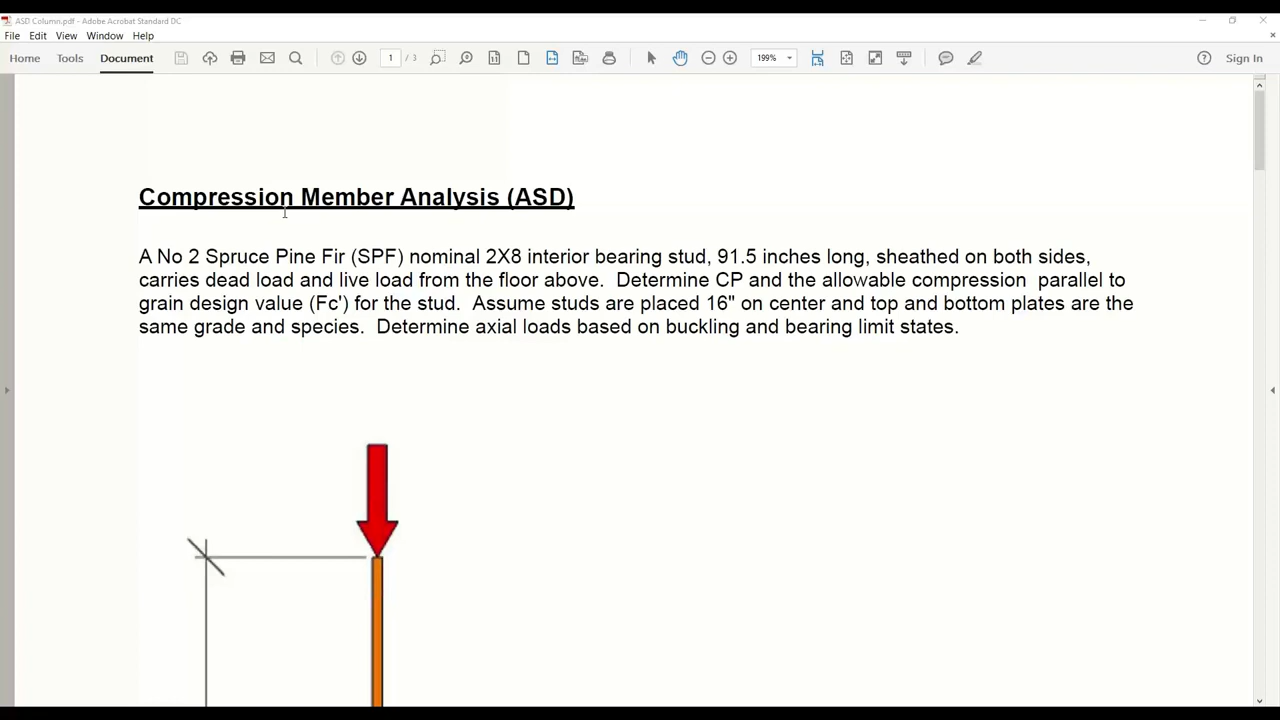 ASD Column.pdf - Adobe Acrobat Standard DC
File Edit View Window Help
Home Tools Document 1 / 3 199% Sign In
Compression Member Analysis (ASD)
A No 2 Spruce Pine Fir (SPF) nominal 2X8 interior bearing stud, 91.5 inches long, sheathed on both sides,
carries dead load and live load from the floor above.  Determine CP and the allowable compression  parallel to
grain design value (Fc') for the stud.  Assume studs are placed 16" on center and top and bottom plates are the
same grade and species.  Determine axial loads based on buckling and bearing limit states.